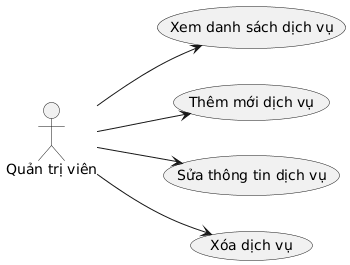 Xem danh sách dịch vụ
Thêm mới dịch vụ
Quản trị viên
Sửa thông tin dịch vụ
Xóa dịch vụ